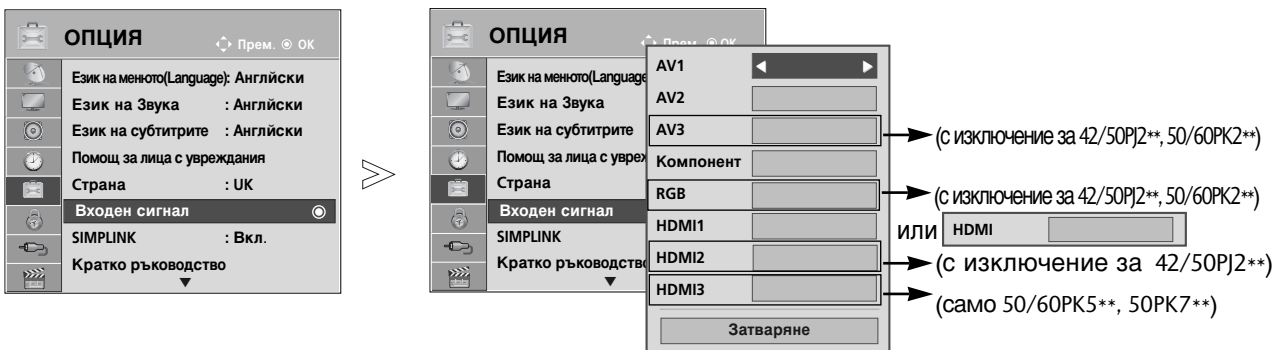 ОПЦИЯ
Прем. OK
Език на менюто(Language): Англйски
Език на Звука : Англйски
Език на субтитрите : Англйски
Помощ за лица с увреждания
Страна : UK
Входен сигнал
SIMPLINK : Вкл.
Кратко ръководство
ОПЦИЯ
Прем. OK
Език на менюто(Language
Език на Звука
Език на субтитрите
Помощ за лица с увреж
Страна
Входен сигнал
SIMPLINK
Кратко ръководство
AV1
AV2
AV3
(с изключение за 42/50PJ2**, 50/60PK2**)
Компонент
RGB
(с изключение за 42/50PJ2**, 50/60PK2**)
HDMI1
или HDMI
HDMI2
(с изключение за 42/50PJ2**)
HDMI3
(само 50/60PK5**, 50PK7**)
Затваряне